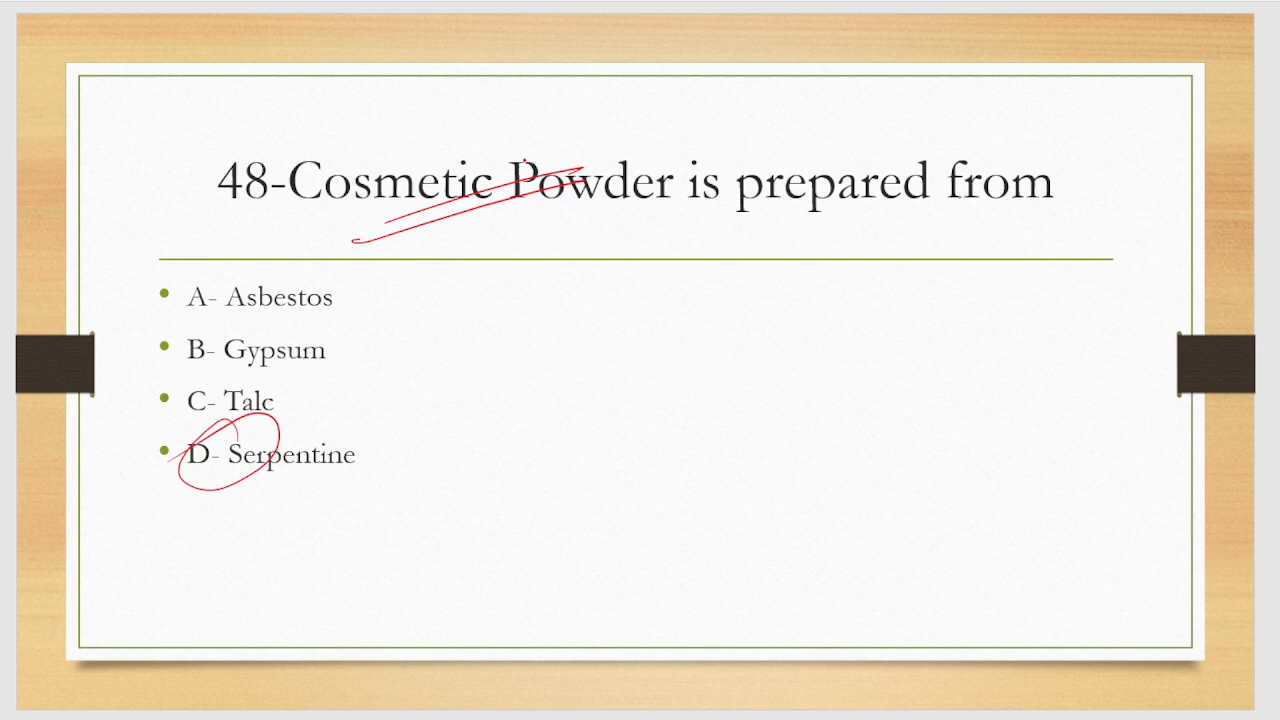 48-Cosmetic Powder is prepared from
• A- Asbestos
• B- Gypsum
• C- Talc
• D- Serpentine